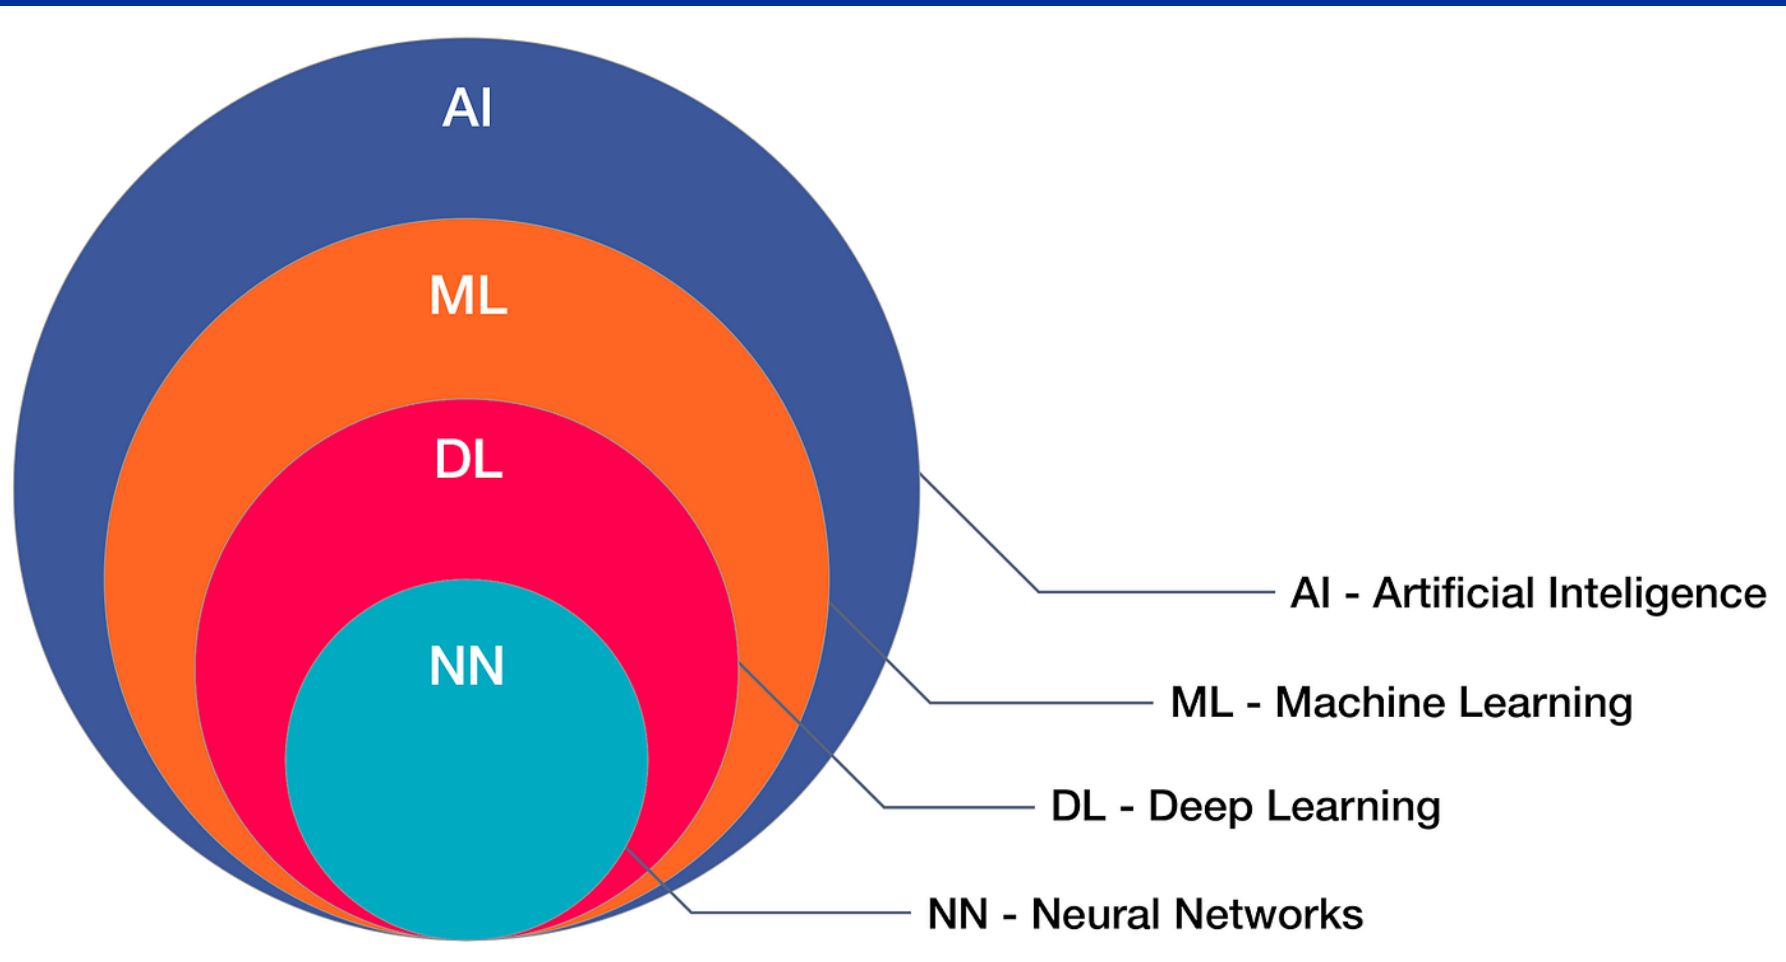 AI
ML
DL
NN
AI - Artificial Inteligence
ML - Machine Learning
DL - Deep Learning
NN - Neural Networks